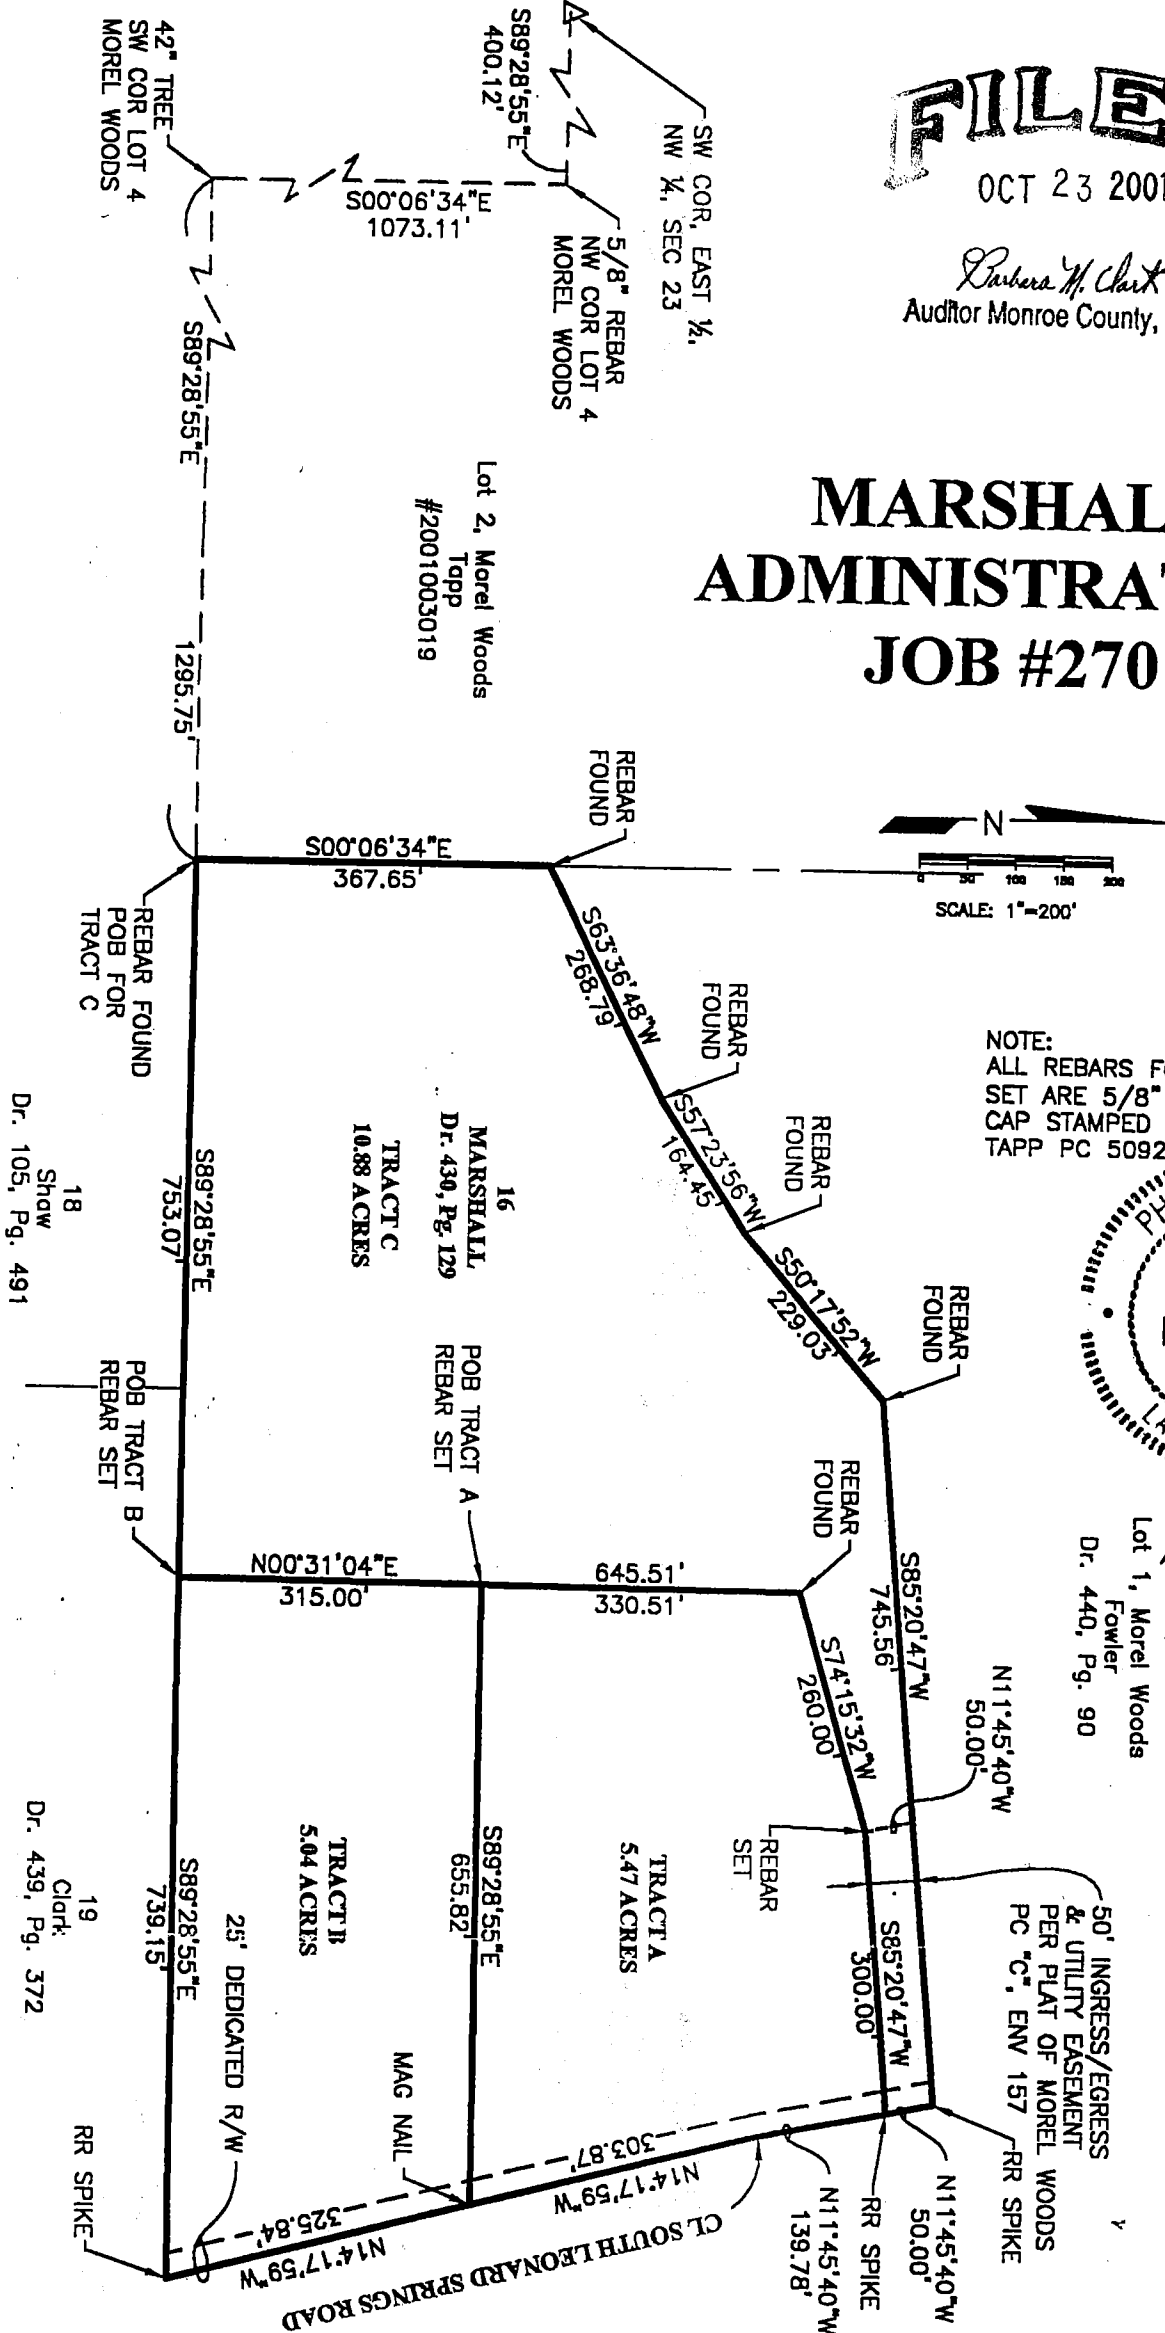 FILE
OCT 23 2001
Barbara M. Clark
Auditor Monroe County,
MARSHAL
ADMINISTRAT
JOB #270
N
0 50 100 150 200
SCALE: 1"=200'
NOTE:
ALL REBARS F
SET ARE 5/8"
CAP STAMPED
TAPP PC 5092
SW COR, EAST ½,
NW ¼, SEC 23
S89°28'55"E
400.12'
5/8" REBAR
NW COR LOT 4
MOREL WOODS
S00°06'34"E
1073.11'
42" TREE
SW COR LOT 4
MOREL WOODS
S89°28'55"E
1295.75'
Lot 2, Morel Woods
Tapp
#2001003019
REBAR
FOUND
S00°06'34"E
367.65'
REBAR FOUND
POB FOR
TRACT C
S63°36'48"W
268.79'
REBAR
FOUND
S57°23'56"W
164.45'
REBAR
FOUND
S50°17'52"W
229.03'
REBAR
FOUND
16
MARSHALL
Dr. 430, Pg. 129
TRACT C
10.88 ACRES
S89°28'55"E
753.07'
18
Shaw
Dr. 105, Pg. 491
POB TRACT A
REBAR SET
POB TRACT B
REBAR SET
REBAR
FOUND
N00°31'04"E
315.00'
645.51'
330.51'
S85°20'47"W
745.56'
Lot 1, Morel Woods
Fowler
Dr. 440, Pg. 90
S74°15'32"W
260.00'
N11°45'40"W
50.00'
REBAR
SET
50' INGRESS/EGRESS
& UTILITY EASEMENT
PER PLAT OF MOREL WOODS
PC "C", ENV 157
S85°20'47"W
300.00'
TRACT A
5.47 ACRES
S89°28'55"E
655.82'
TRACT B
5.04 ACRES
S89°28'55"E
739.15'
19
Clark
Dr. 439, Pg. 372
25' DEDICATED R/W
MAG NAIL
RR SPIKE
N11°45'40"W
50.00'
RR SPIKE
N11°45'40"W
139.78'
303.87'
N14°17'59"W
325.84'
N14°17'59"W
CL SOUTH LEONARD SPRINGS ROAD
RR SPIKE